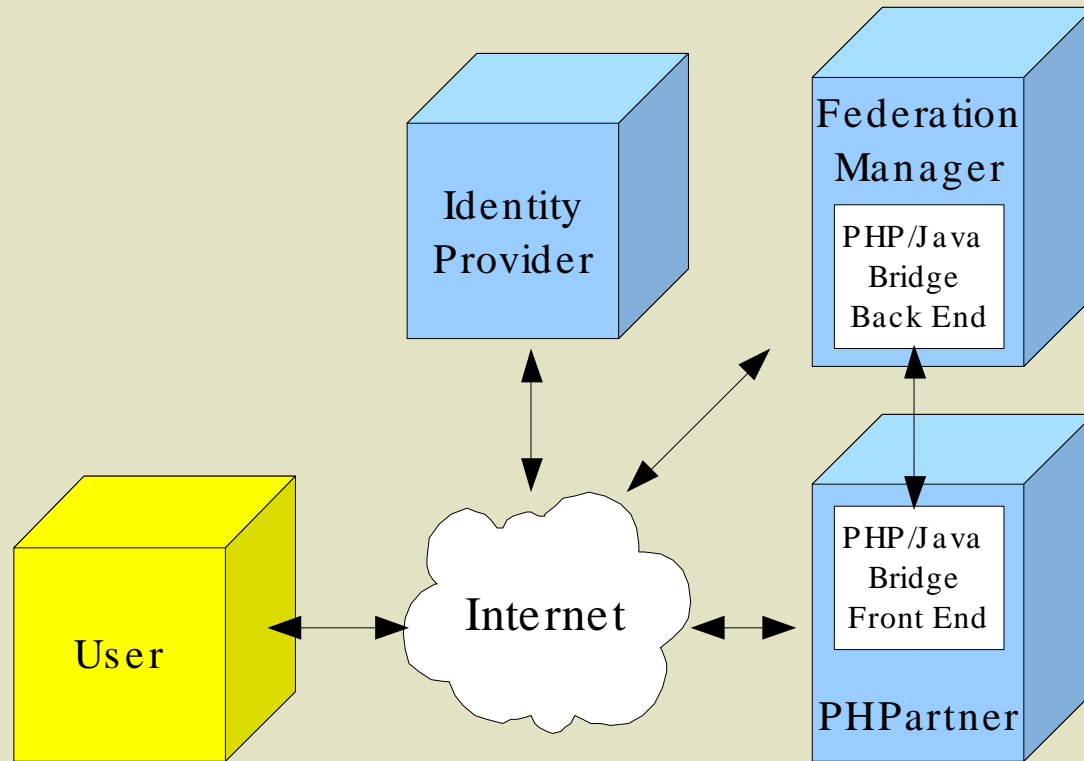 Identity
Provider
Federation
Manager
PHP/Java
Bridge
Back End
User
Internet
PHP/Java
Bridge
Front End
PHPartner